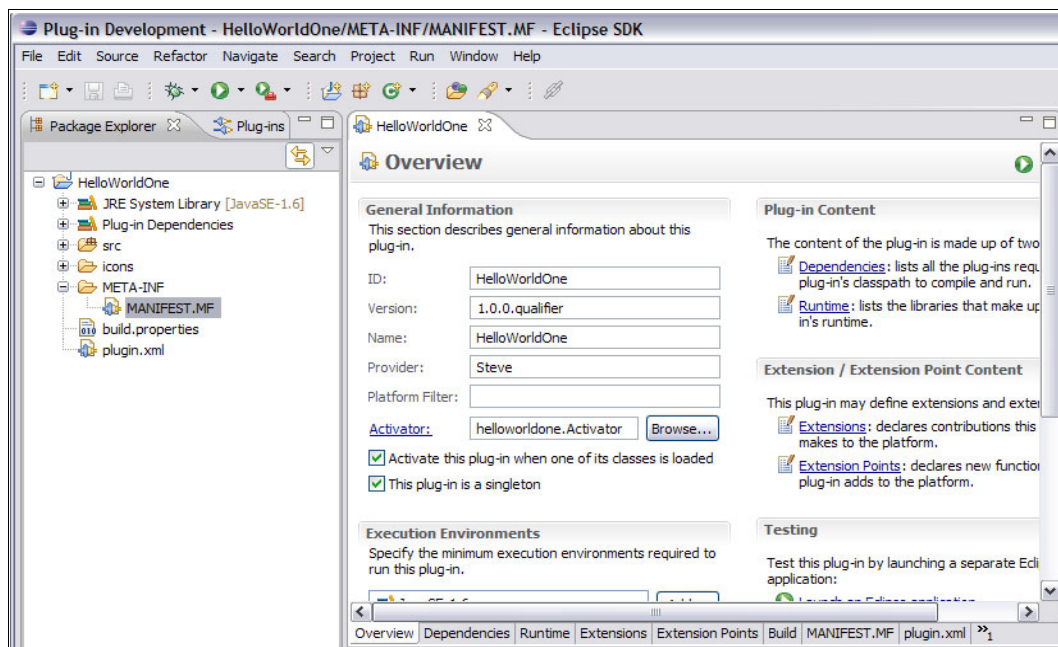 Plug-in Development - HelloWorldOne/META-INF/MANIFEST.MF - Eclipse SDK
File Edit Source Refactor Navigate Search Project Run Window Help
Package Explorer Plug-ins
HelloWorldOne
JRE System Library [JavaSE-1.6]
Plug-in Dependencies
src
icons
META-INF
MANIFEST.MF
build.properties
plugin.xml
HelloWorldOne
Overview
General Information
This section describes general information about this
plug-in.
ID: HelloWorldOne
Version: 1.0.0.qualifier
Name: HelloWorldOne
Provider: Steve
Platform Filter:
Activator: helloworldone.Activator Browse...
Activate this plug-in when one of its classes is loaded
This plug-in is a singleton
Execution Environments
Specify the minimum execution environments required to
run this plug-in.
Plug-in Content
The content of the plug-in is made up of two
Dependencies: lists all the plug-ins requ
plug-in's classpath to compile and run.
Runtime: lists the libraries that make up
in's runtime.
Extension / Extension Point Content
This plug-in may define extensions and exte
Extensions: declares contributions this
makes to the platform.
Extension Points: declares new function
plug-in adds to the platform.
Testing
Test this plug-in by launching a separate Ecli
application:
Overview Dependencies Runtime Extensions Extension Points Build MANIFEST.MF plugin.xml »1